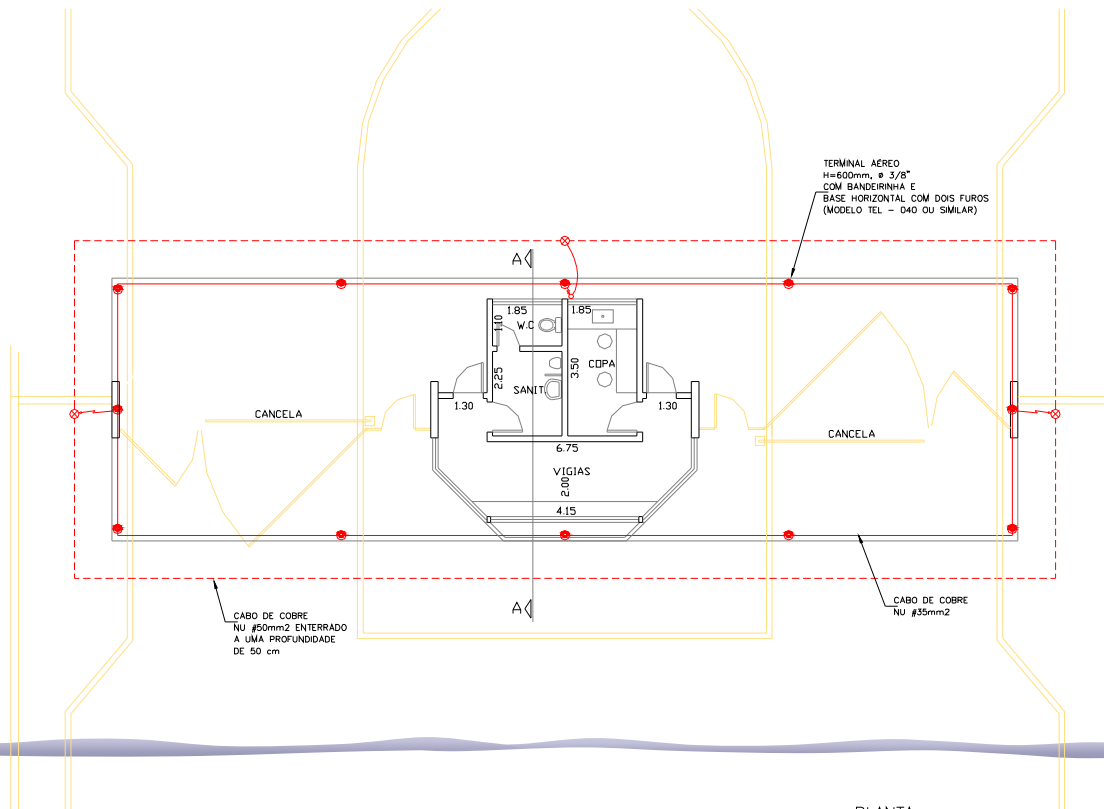 TERMINAL AÉREO
H=600mm, ø 3/8"
COM BANDEIRINHA E
BASE HORIZONTAL COM DOIS FUROS
(MODELO TEL - 040 OU SIMILAR)
A
1.85
1.85
1.10
W.C
COPA
3.50
2.25
SANIT
1.30
1.30
CANCELA
CANCELA
6.75
VIGIAS
2.00
4.15
A
CABO DE COBRE
NU #35mm2
CABO DE COBRE
NU #50mm2 ENTERRADO
A UMA PROFUNDIDADE
DE 50 cm
PLANTA